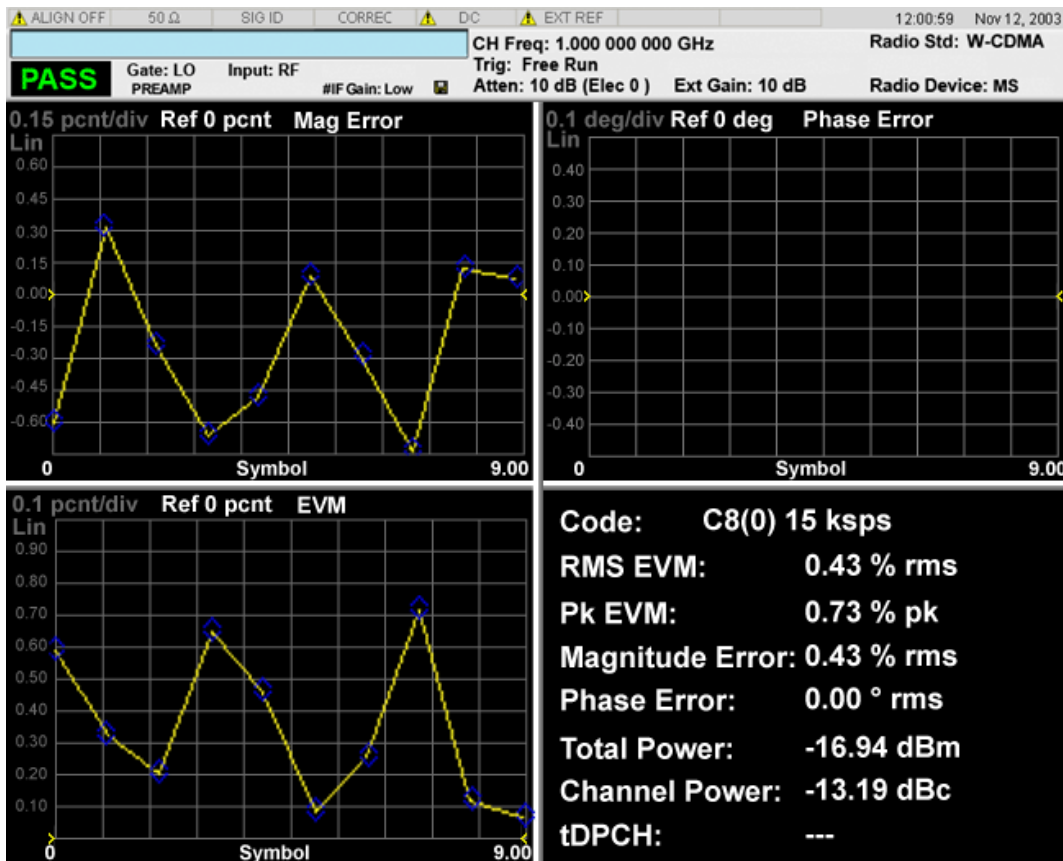 ALIGN OFF 50 Ω SIG ID CORREC DC EXT REF 12:00:59 Nov 12, 2003
CH Freq: 1.000 000 000 GHz Radio Std: W-CDMA
Trig: Free Run
PASS Gate: LO Input: RF
PREAMP #IF Gain: Low Atten: 10 dB (Elec 0 ) Ext Gain: 10 dB Radio Device: MS
0.15 pcnt/div Ref 0 pcnt Mag Error
Lin
0.60
0.45
0.30
0.15
0.00
-0.15
-0.30
-0.45
-0.60
0 Symbol 9.00
0.1 deg/div Ref 0 deg Phase Error
Lin
0.40
0.30
0.20
0.10
0.00
-0.10
-0.20
-0.30
-0.40
0 Symbol 9.00
0.1 pcnt/div Ref 0 pcnt EVM
Lin
0.90
0.80
0.70
0.60
0.50
0.40
0.30
0.20
0.10
0 Symbol 9.00
Code: C8(0) 15 ksps
RMS EVM: 0.43 % rms
Pk EVM: 0.73 % pk
Magnitude Error: 0.43 % rms
Phase Error: 0.00 ° rms
Total Power: -16.94 dBm
Channel Power: -13.19 dBc
tDPCH: ---